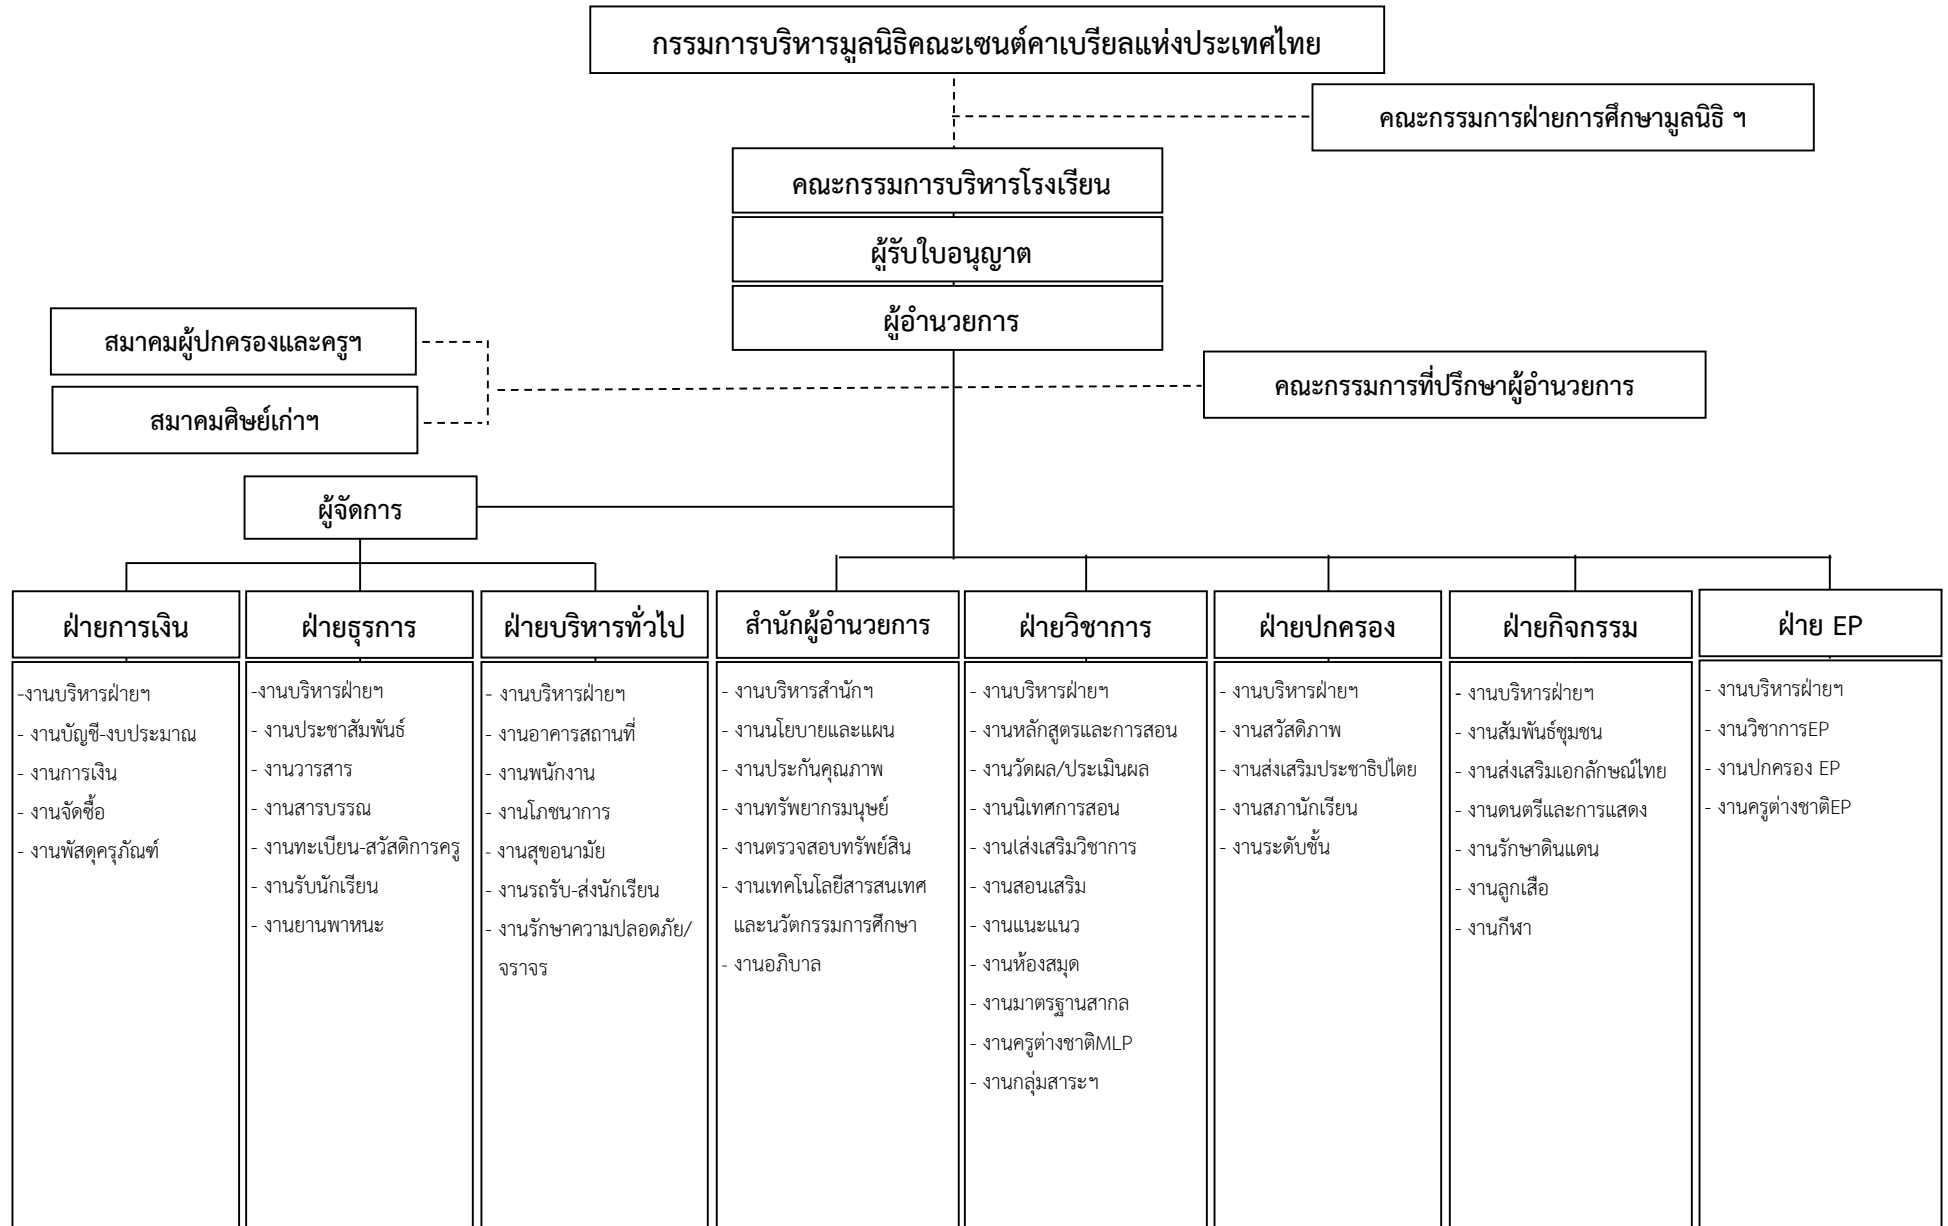 กรรมการบริหารมูลนิธิคณะเซนต์คาเบรียลแห่งประเทศไทย
คณะกรรมการฝ่ายการศึกษามูลนิธิ ฯ
คณะกรรมการบริหารโรงเรียน
ผู้รับใบอนุญาต
ผู้อำนวยการ
สมาคมผู้ปกครองและครูฯ
คณะกรรมการที่ปรึกษาผู้อำนวยการ
สมาคมศิษย์เก่าฯ
ผู้จัดการ
ฝ่ายการเงิน
-งานบริหารฝ่ายฯ
- งานบัญชี-งบประมาณ
- งานการเงิน
- งานจัดซื้อ
- งานพัสดุครุภัณฑ์
ฝ่ายธุรการ
-งานบริหารฝ่ายฯ
- งานประชาสัมพันธ์
- งานวารสาร
- งานสารบรรณ
- งานทะเบียน-สวัสดิการครู
- งานรับนักเรียน
- งานยานพาหนะ
ฝ่ายบริหารทั่วไป
- งานบริหารฝ่ายฯ
- งานอาคารสถานที่
- งานพนักงาน
- งานโภชนาการ
- งานสุขอนามัย
- งานรถรับ-ส่งนักเรียน
- งานรักษาความปลอดภัย/
จราจร
สำนักผู้อำนวยการ
- งานบริหารสำนักฯ
- งานนโยบายและแผน
- งานประกันคุณภาพ
- งานทรัพยากรมนุษย์
- งานตรวจสอบทรัพย์สิน
- งานเทคโนโลยีสารสนเทศ
และนวัตกรรมการศึกษา
- งานอภิบาล
ฝ่ายวิชาการ
- งานบริหารฝ่ายฯ
- งานหลักสูตรและการสอน
- งานวัดผล/ประเมินผล
- งานนิเทศการสอน
- งานเส่งเสริมวิชาการ
- งานสอนเสริม
- งานแนะแนว
- งานห้องสมุด
- งานมาตรฐานสากล
- งานครูต่างชาติMLP
- งานกลุ่มสาระฯ
ฝ่ายปกครอง
- งานบริหารฝ่ายฯ
- งานสวัสดิภาพ
- งานส่งเสริมประชาธิปไตย
- งานสภานักเรียน
- งานระดับชั้น
ฝ่ายกิจกรรม
- งานบริหารฝ่ายฯ
- งานสัมพันธ์ชุมชน
- งานส่งเสริมเอกลักษณ์ไทย
- งานดนตรีและการแสดง
- งานรักษาดินแดน
- งานลูกเสือ
- งานกีฬา
ฝ่าย EP
- งานบริหารฝ่ายฯ
- งานวิชาการEP
- งานปกครอง EP
- งานครูต่างชาติEP